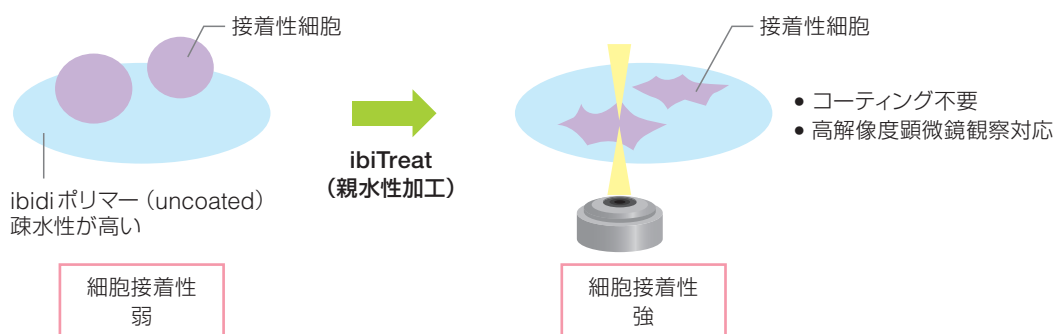 接着性細胞
ibidiポリマー（uncoated）
疎水性が高い
細胞接着性
弱
ibiTreat
（親水性加工）
接着性細胞
• コーティング不要
• 高解像度顕微鏡観察対応
細胞接着性
強